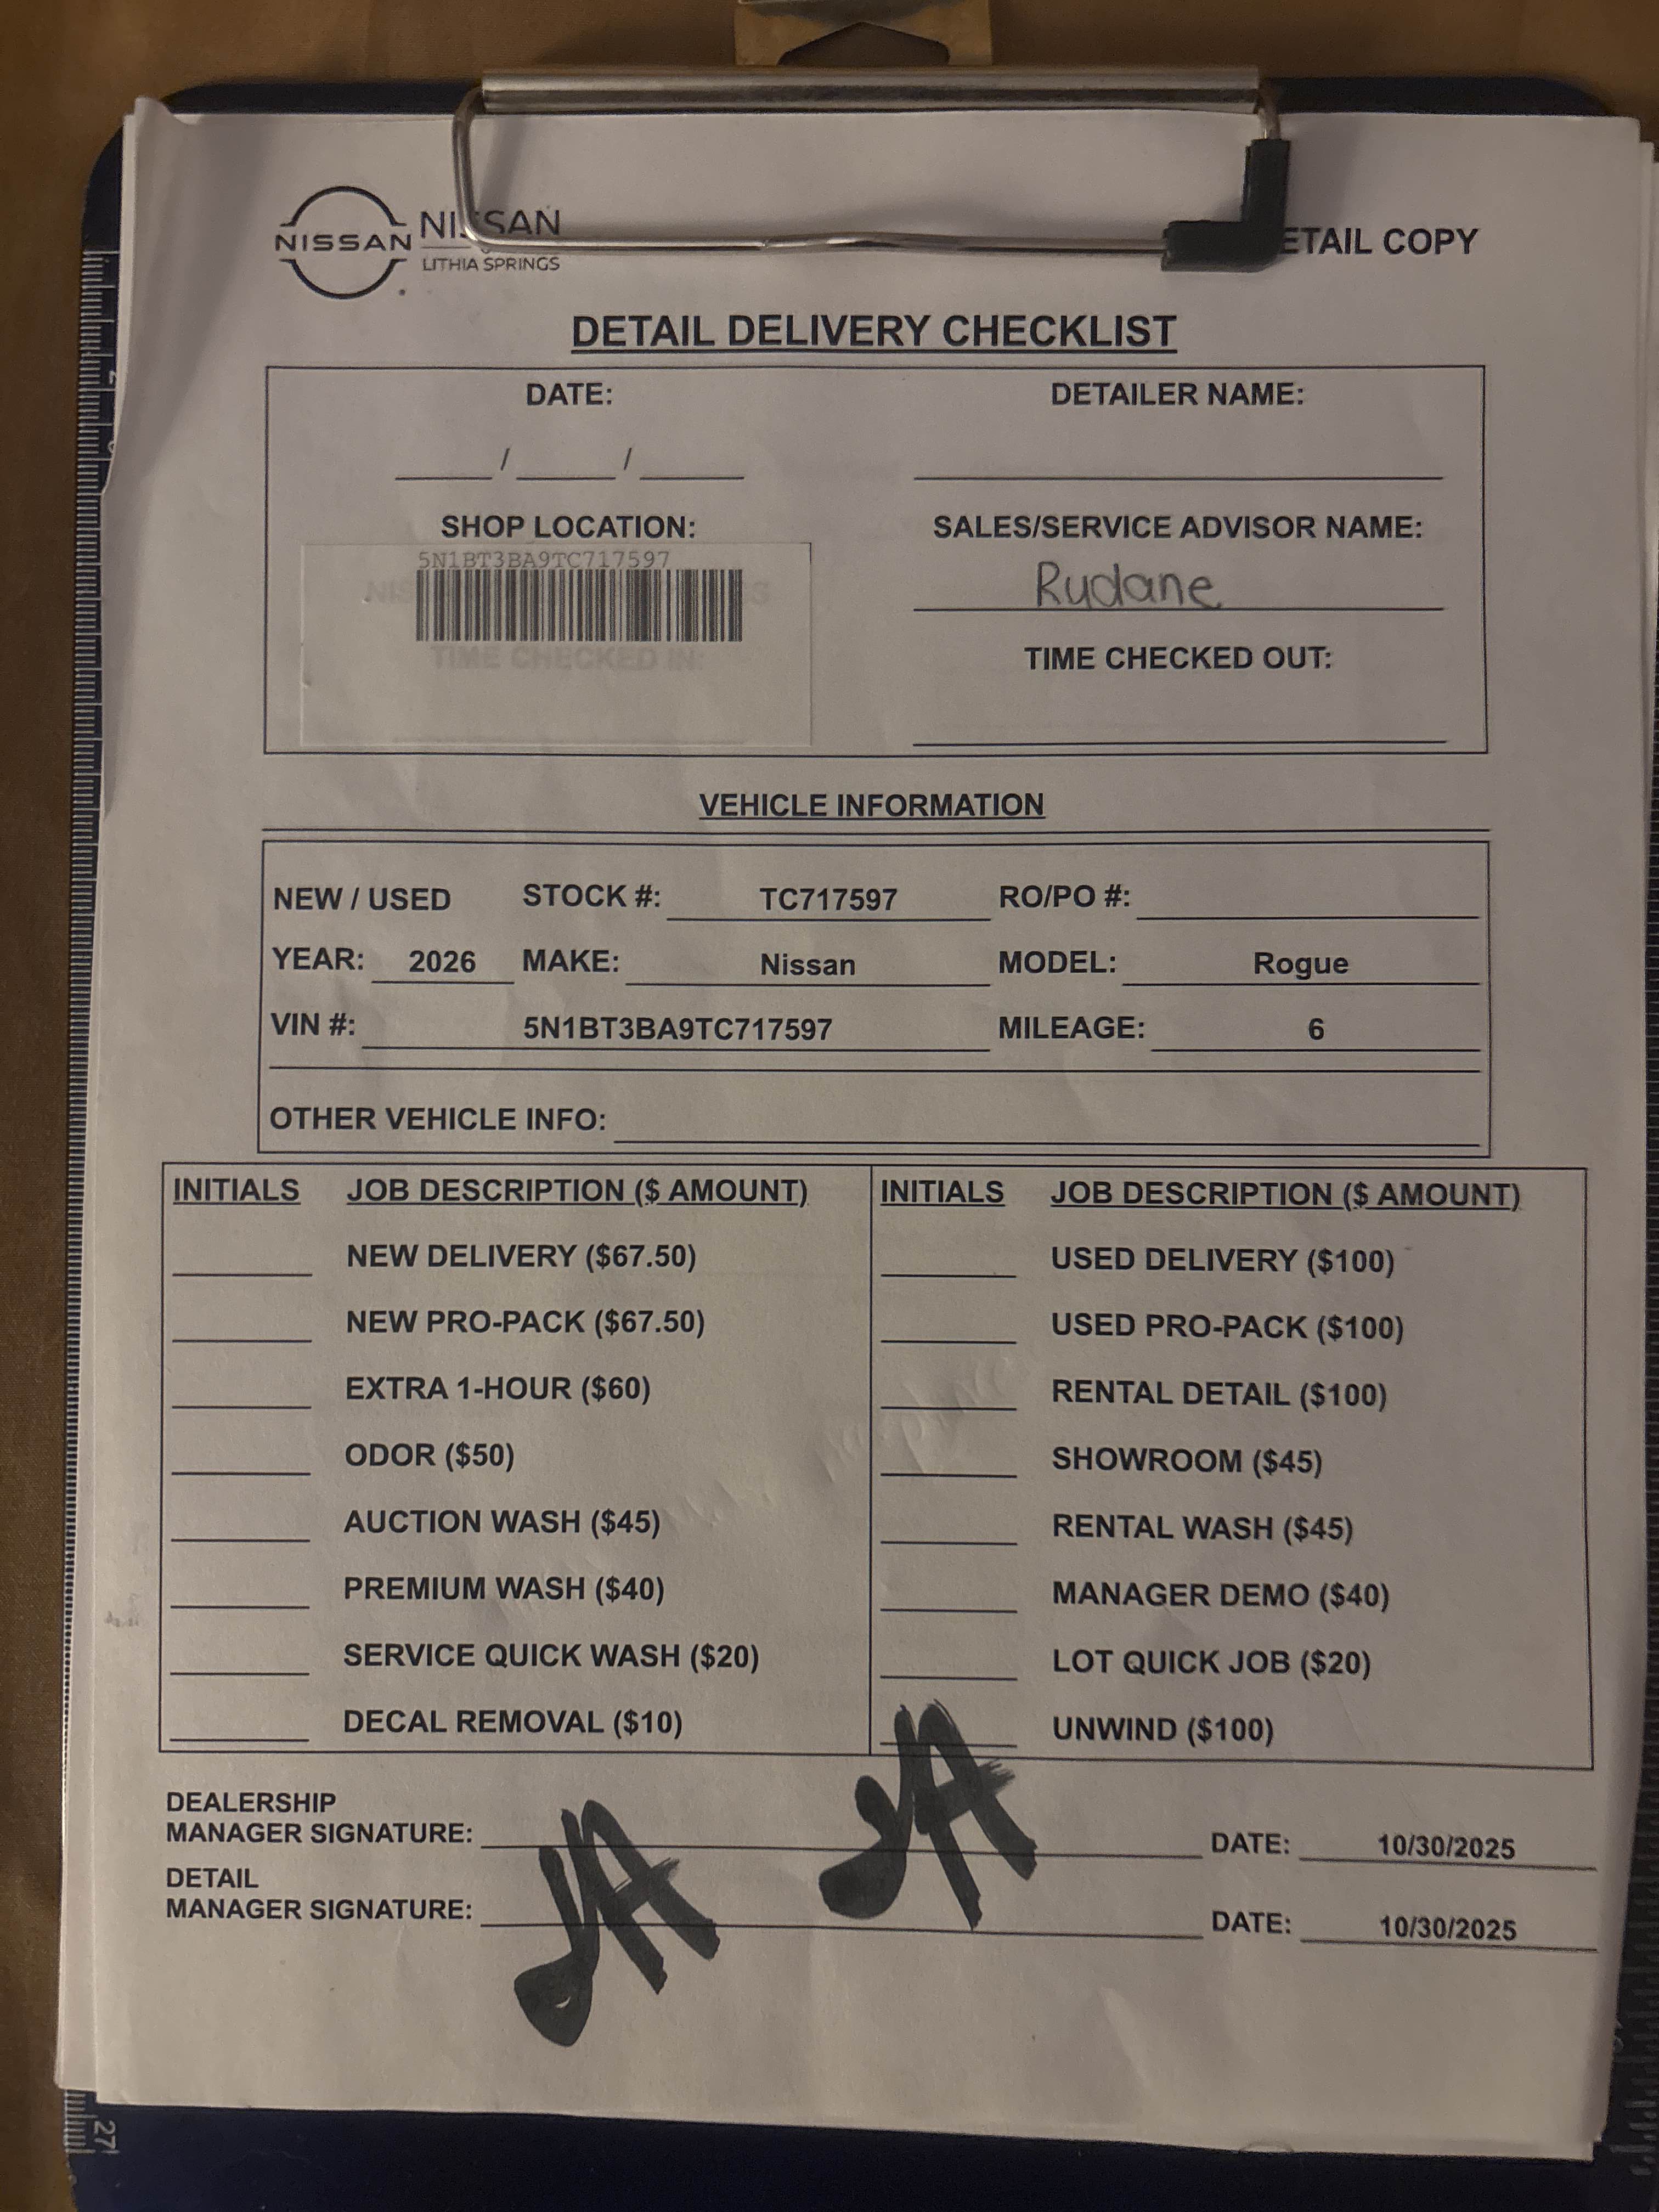 NISSAN NISSAN
LITHIA SPRINGS
ETAIL COPY
DETAIL DELIVERY CHECKLIST
DATE: DETAILER NAME:
____/____/____
SHOP LOCATION: SALES/SERVICE ADVISOR NAME:
5N1BT3BA9TC717597
Rudane
TIME CHECKED IN: TIME CHECKED OUT:
VEHICLE INFORMATION
NEW / USED STOCK #: TC717597 RO/PO #:
YEAR: 2026 MAKE: Nissan MODEL: Rogue
VIN #: 5N1BT3BA9TC717597 MILEAGE: 6
OTHER VEHICLE INFO:
INITIALS JOB DESCRIPTION ($ AMOUNT) INITIALS JOB DESCRIPTION ($ AMOUNT)
NEW DELIVERY ($67.50) USED DELIVERY ($100)
NEW PRO-PACK ($67.50) USED PRO-PACK ($100)
EXTRA 1-HOUR ($60) RENTAL DETAIL ($100)
ODOR ($50) SHOWROOM ($45)
AUCTION WASH ($45) RENTAL WASH ($45)
PREMIUM WASH ($40) MANAGER DEMO ($40)
SERVICE QUICK WASH ($20) LOT QUICK JOB ($20)
DECAL REMOVAL ($10) UNWIND ($100)
DEALERSHIP
MANAGER SIGNATURE: JA DATE: 10/30/2025
DETAIL
MANAGER SIGNATURE: JA DATE: 10/30/2025
27